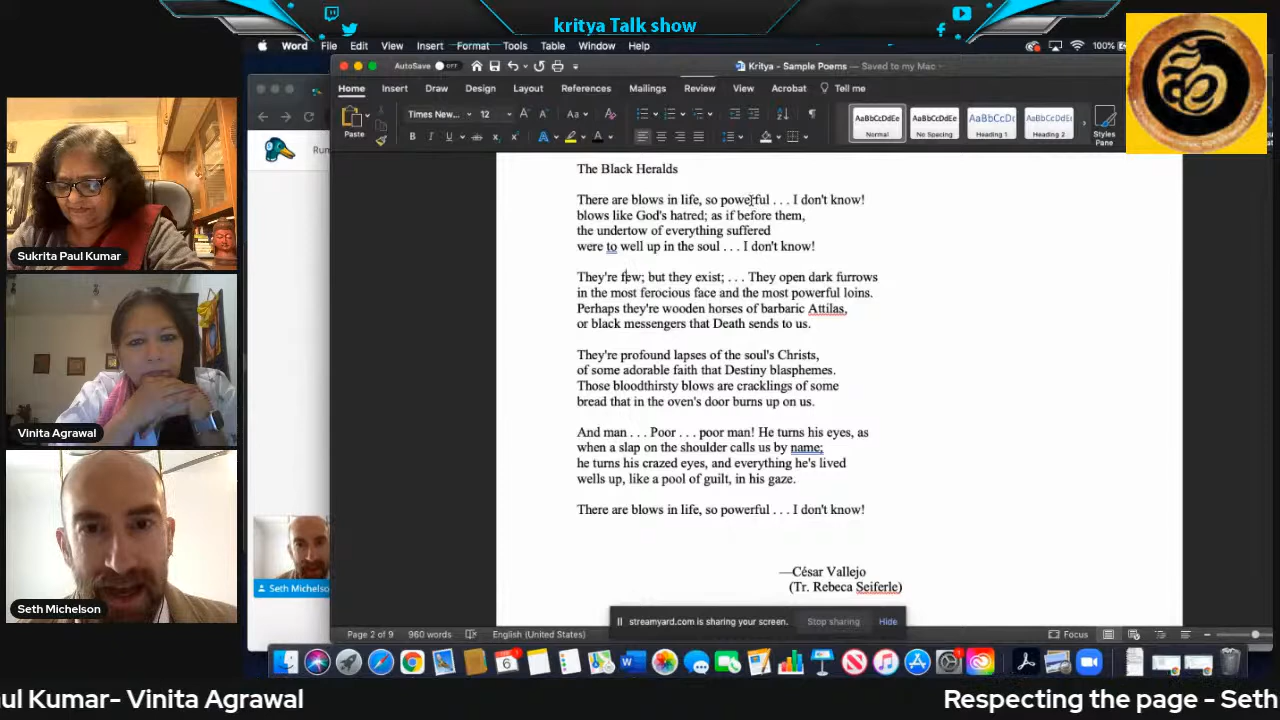 kritya Talk show
Word File Edit View Insert Format Tools Table Window Help
100%
AutoSave OFF
Kritya - Sample Poems — Saved to my Mac
Home Insert Draw Design Layout References Mailings Review View Tell me
Paste
Times New... 12
AaBbCcDdEe
Normal
AaBbCcDdEe
No Spacing
AaBbCcDc
Heading 1
AaBbCcDdEe
Heading 2
Styles
Pane
The Black Heralds
There are blows in life, so powerful . . . I don't know!
blows like God's hatred; as if before them,
the undertow of everything suffered
were to well up in the soul . . . I don't know!
They're few; but they exist; . . . They open dark furrows
in the most ferocious face and the most powerful loins.
Perhaps they're wooden horses of barbaric Attilas,
or black messengers that Death sends to us.
They're profound lapses of the soul's Christs,
of some adorable faith that Destiny blasphemes.
Those bloodthirsty blows are cracklings of some
bread that in the oven's door burns up on us.
And man . . . Poor . . . poor man! He turns his eyes, as
when a slap on the shoulder calls us by name;
he turns his crazed eyes, and everything he's lived
wells up, like a pool of guilt, in his gaze.
There are blows in life, so powerful . . . I don't know!
—César Vallejo
(Tr. Rebeca Seiferle)
Sukrita Paul Kumar
Vinita Agrawal
Seth Michelson
Seth Michelso
streamyard.com is sharing your screen. Stop sharing Hide
Page 2 of 9 960 words English (United States) Focus
aul Kumar- Vinita Agrawal
Respecting the page - Seth